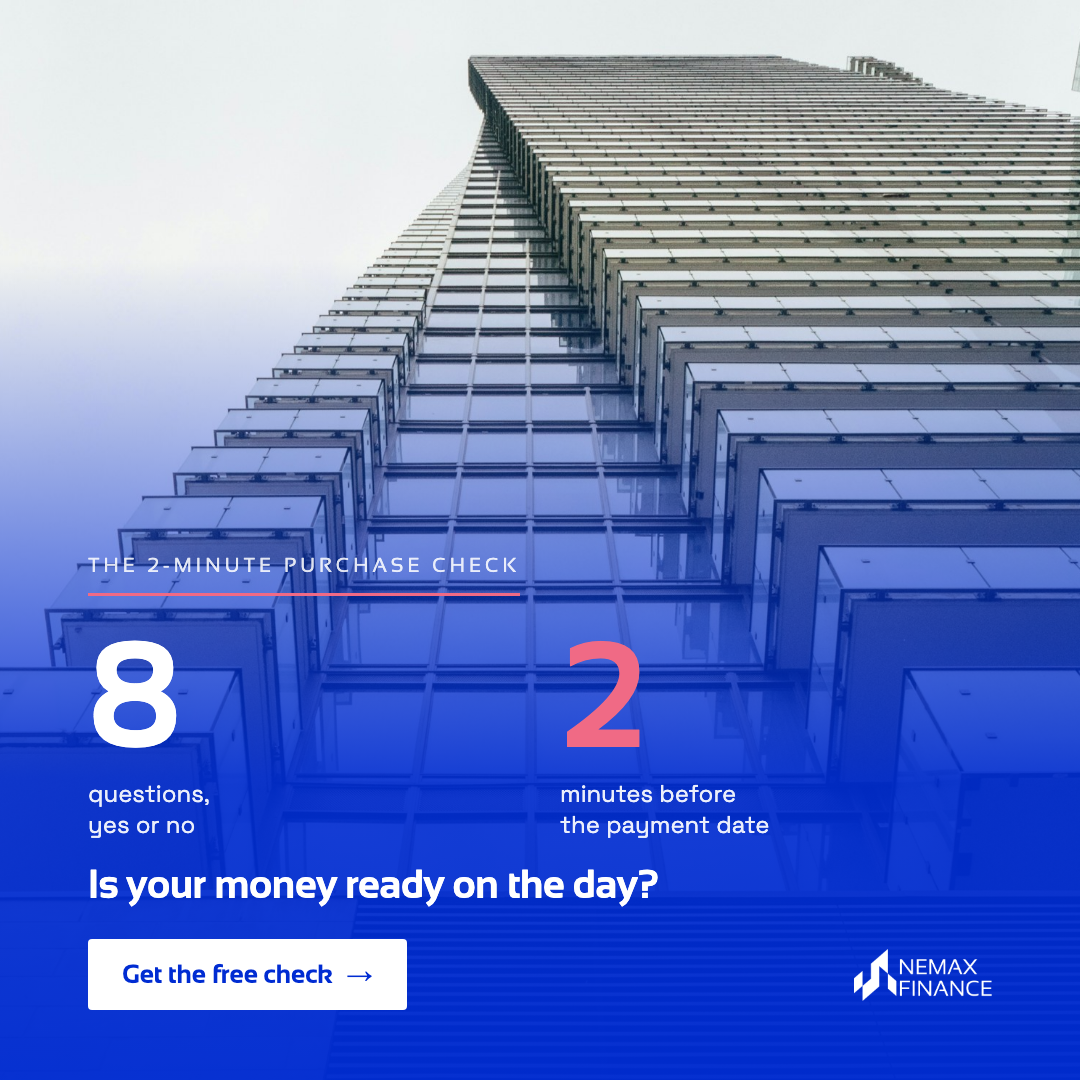 THE 2-MINUTE PURCHASE CHECK
8
questions,
yes or no
2
minutes before
the payment date
Is your money ready on the day?
Get the free check →
NEMAX
FINANCE